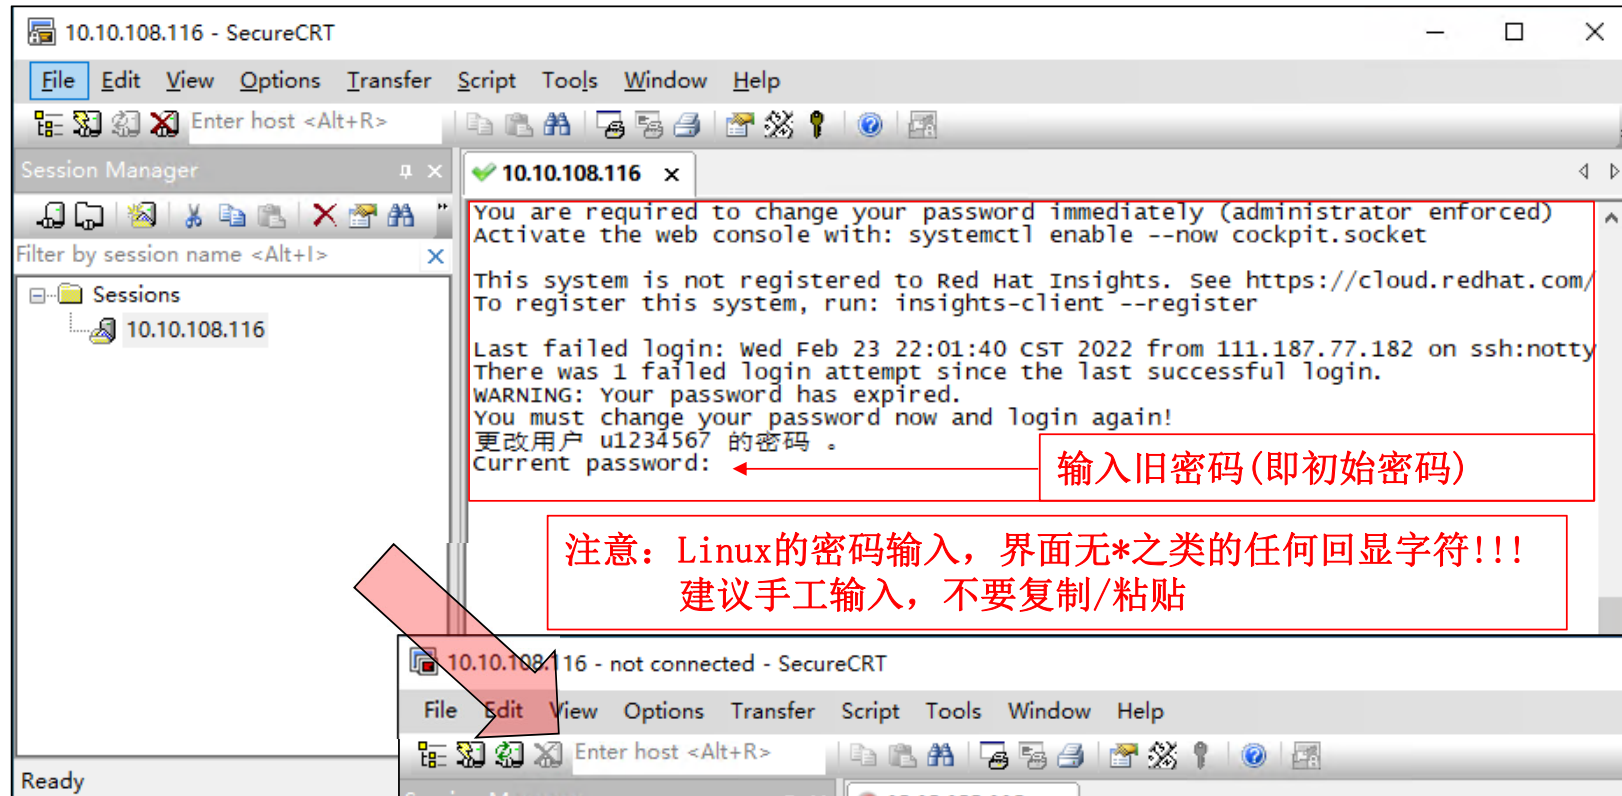 10.10.108.116 - SecureCRT
File Edit View Options Transfer Script Tools Window Help
Enter host <Alt+R>
Session Manager
10.10.108.116
Filter by session name <Alt+I>
Sessions
10.10.108.116
You are required to change your password immediately (administrator enforced)
Activate the web console with: systemctl enable --now cockpit.socket
This system is not registered to Red Hat Insights. See https://cloud.redhat.com/
To register this system, run: insights-client --register
Last failed login: Wed Feb 23 22:01:40 CST 2022 from 111.187.77.182 on ssh:notty
There was 1 failed login attempt since the last successful login.
WARNING: Your password has expired.
You must change your password now and login again!
更改用户 u1234567 的密码 。
Current password:
输入旧密码(即初始密码)
注意：Linux的密码输入，界面无*之类的任何回显字符!!!
建议手工输入，不要复制/粘贴
10.10.108.116 - not connected - SecureCRT
File Edit View Options Transfer Script Tools Window Help
Enter host <Alt+R>
Ready